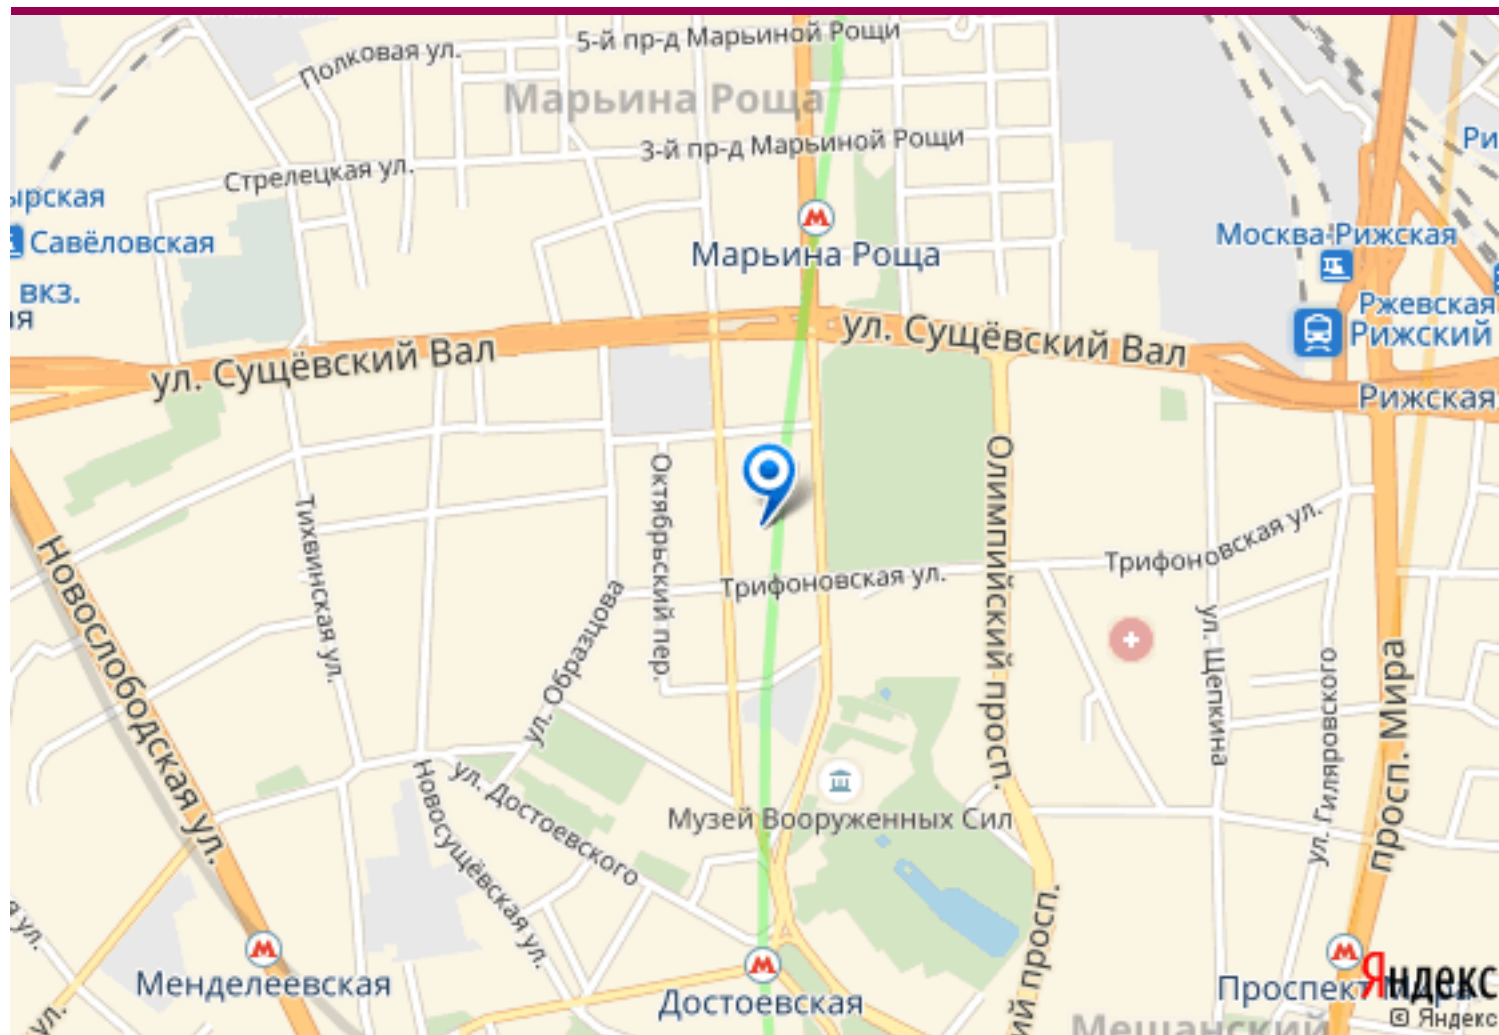 5-й пр-д Марьиной Рощи
Полковая ул.
Марьина Роща
3-й пр-д Марьиной Рощи
Стрелецкая ул.
Савёловская
вкз.
Марьина Роща
Москва-Рижская
Ржевская
Рижский
ул. Сущёвский Вал
ул. Сущёвский Вал
Рижская
Октябрьский пер.
Олимпийский просп.
Тихвинская ул.
Трифоновская ул.
Трифоновская ул.
Новослободская ул.
ул. Образцова
ул. Щепкина
ул. Гиляровского
просп. Мира
ул. Достоевского
Новосущёвская ул.
Музей Вооруженных Сил
Менделеевская
Достоевская
Проспект Мира
Яндекс
© Яндекс
Мещанский